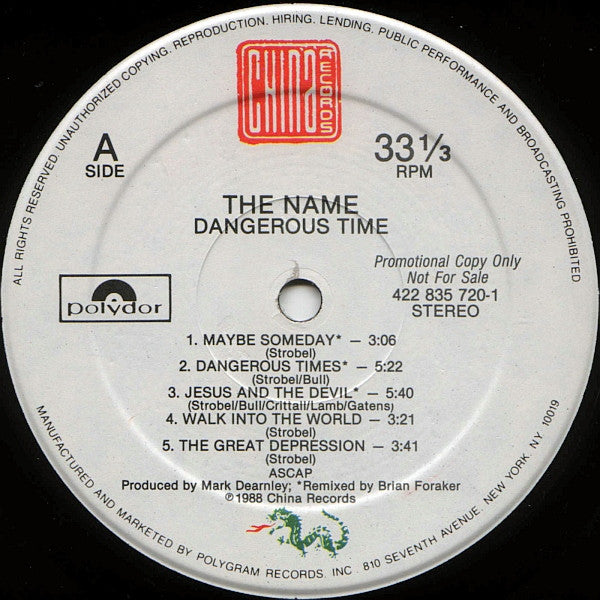 ALL RIGHTS RESERVED UNAUTHORIZED COPYING. REPRODUCTION. HIRING. LENDING. PUBLIC PERFORMANCE AND BROADCASTING PROHIBITED
CHINA
RECORDS
A
SIDE
33 1/3
RPM
THE NAME
DANGEROUS TIME
Promotional Copy Only
Not For Sale
422 835 720-1
STEREO
polydor
1. MAYBE SOMEDAY* — 3:06
(Strobel)
2. DANGEROUS TIMES* — 5:22
(Strobel/Bull)
3. JESUS AND THE DEVIL* — 5:40
(Strobel/Bull/Crittall/Lamb/Gatens)
4. WALK INTO THE WORLD — 3:21
(Strobel)
5. THE GREAT DEPRESSION — 3:41
(Strobel)
ASCAP
Produced by Mark Dearnley; *Remixed by Brian Foraker
℗1988 China Records
MANUFACTURED AND MARKETED BY POLYGRAM RECORDS. INC. 810 SEVENTH AVENUE. NEW YORK. NY 10019